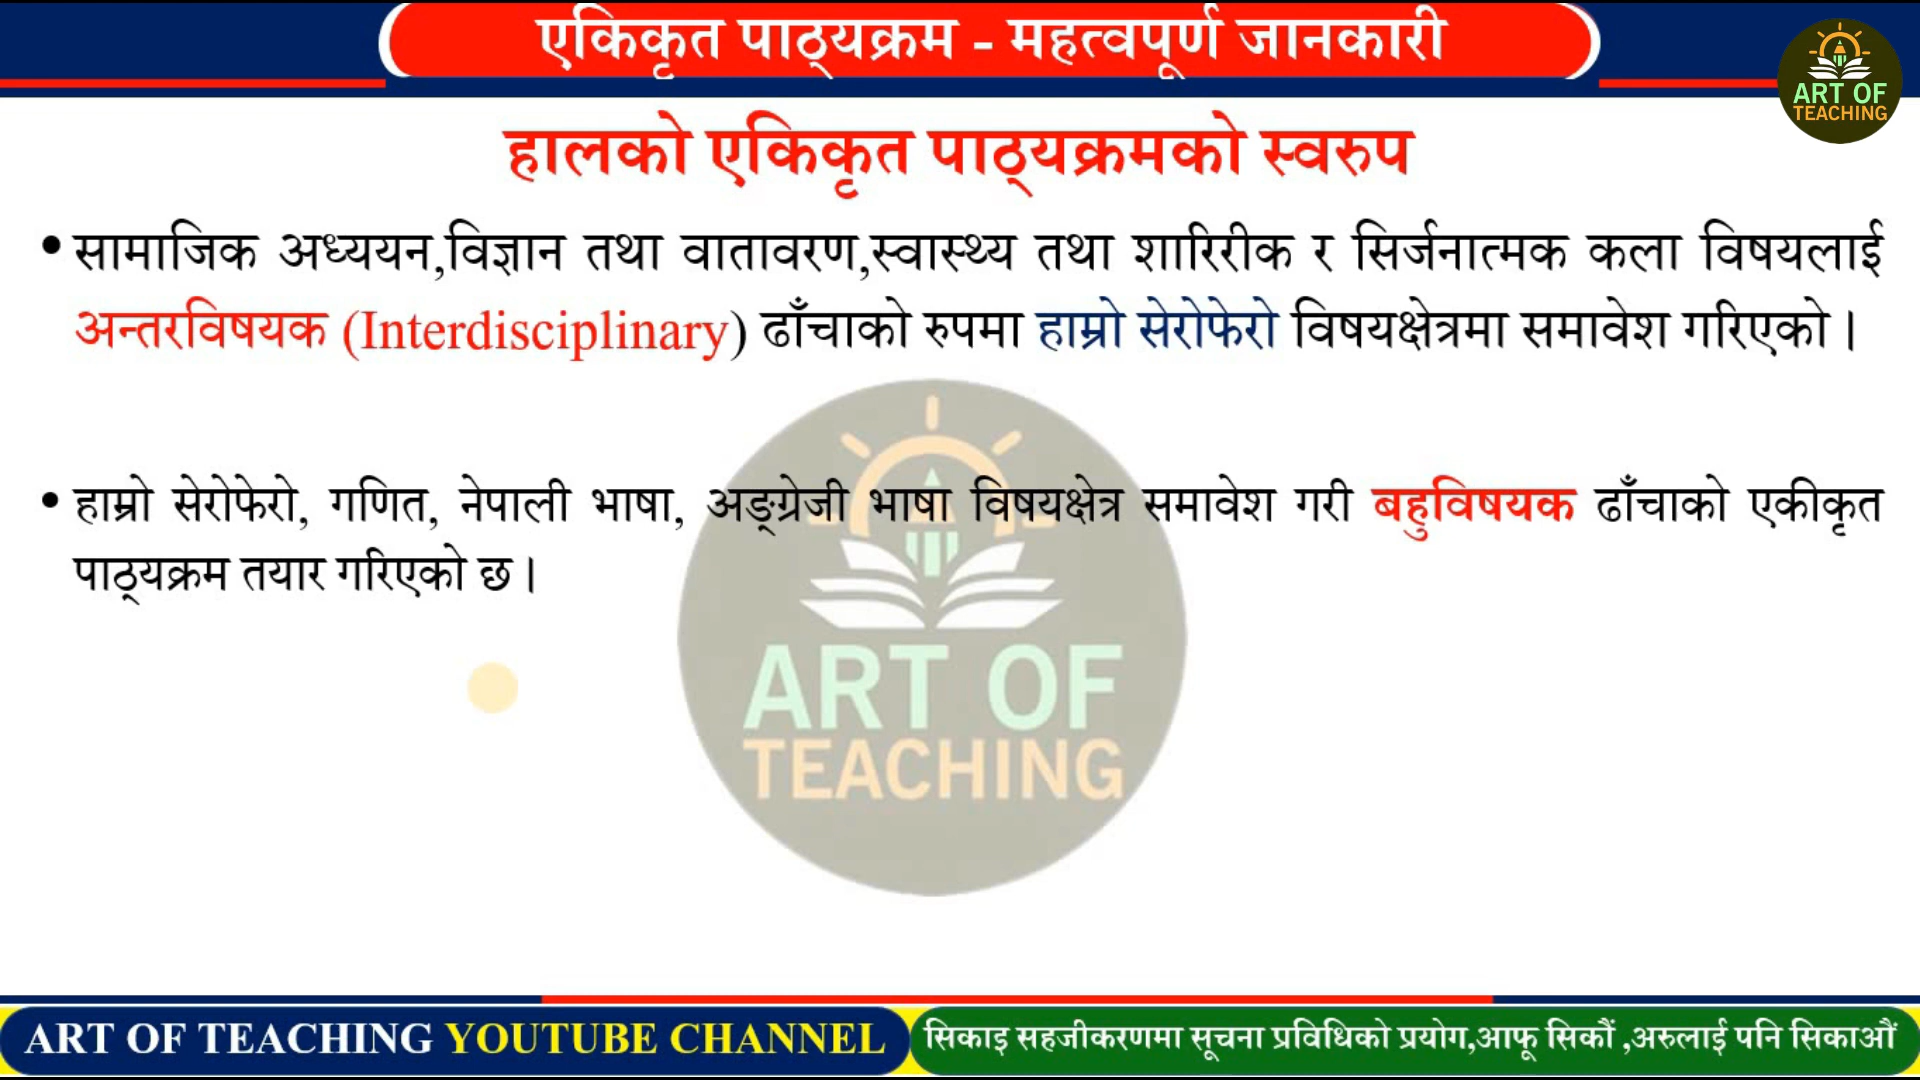 एकिकृत पाठ्यक्रम - महत्वपूर्ण जानकारी
ART OF
TEACHING
हालको एकिकृत पाठ्यक्रमको स्वरुप
• सामाजिक अध्ययन,विज्ञान तथा वातावरण,स्वास्थ्य तथा शारिरीक र सिर्जनात्मक कला विषयलाई
अन्तरविषयक (Interdisciplinary) ढाँचाको रुपमा हाम्रो सेरोफेरो विषयक्षेत्रमा समावेश गरिएको ।
• हाम्रो सेरोफेरो, गणित, नेपाली भाषा, अङ्ग्रेजी भाषा विषयक्षेत्र समावेश गरी बहुविषयक ढाँचाको एकीकृत
पाठ्यक्रम तयार गरिएको छ ।
ART OF
TEACHING
ART OF TEACHING YOUTUBE CHANNEL
सिकाइ सहजीकरणमा सूचना प्रविधिको प्रयोग,आफू सिकौं ,अरुलाई पनि सिकाऔं